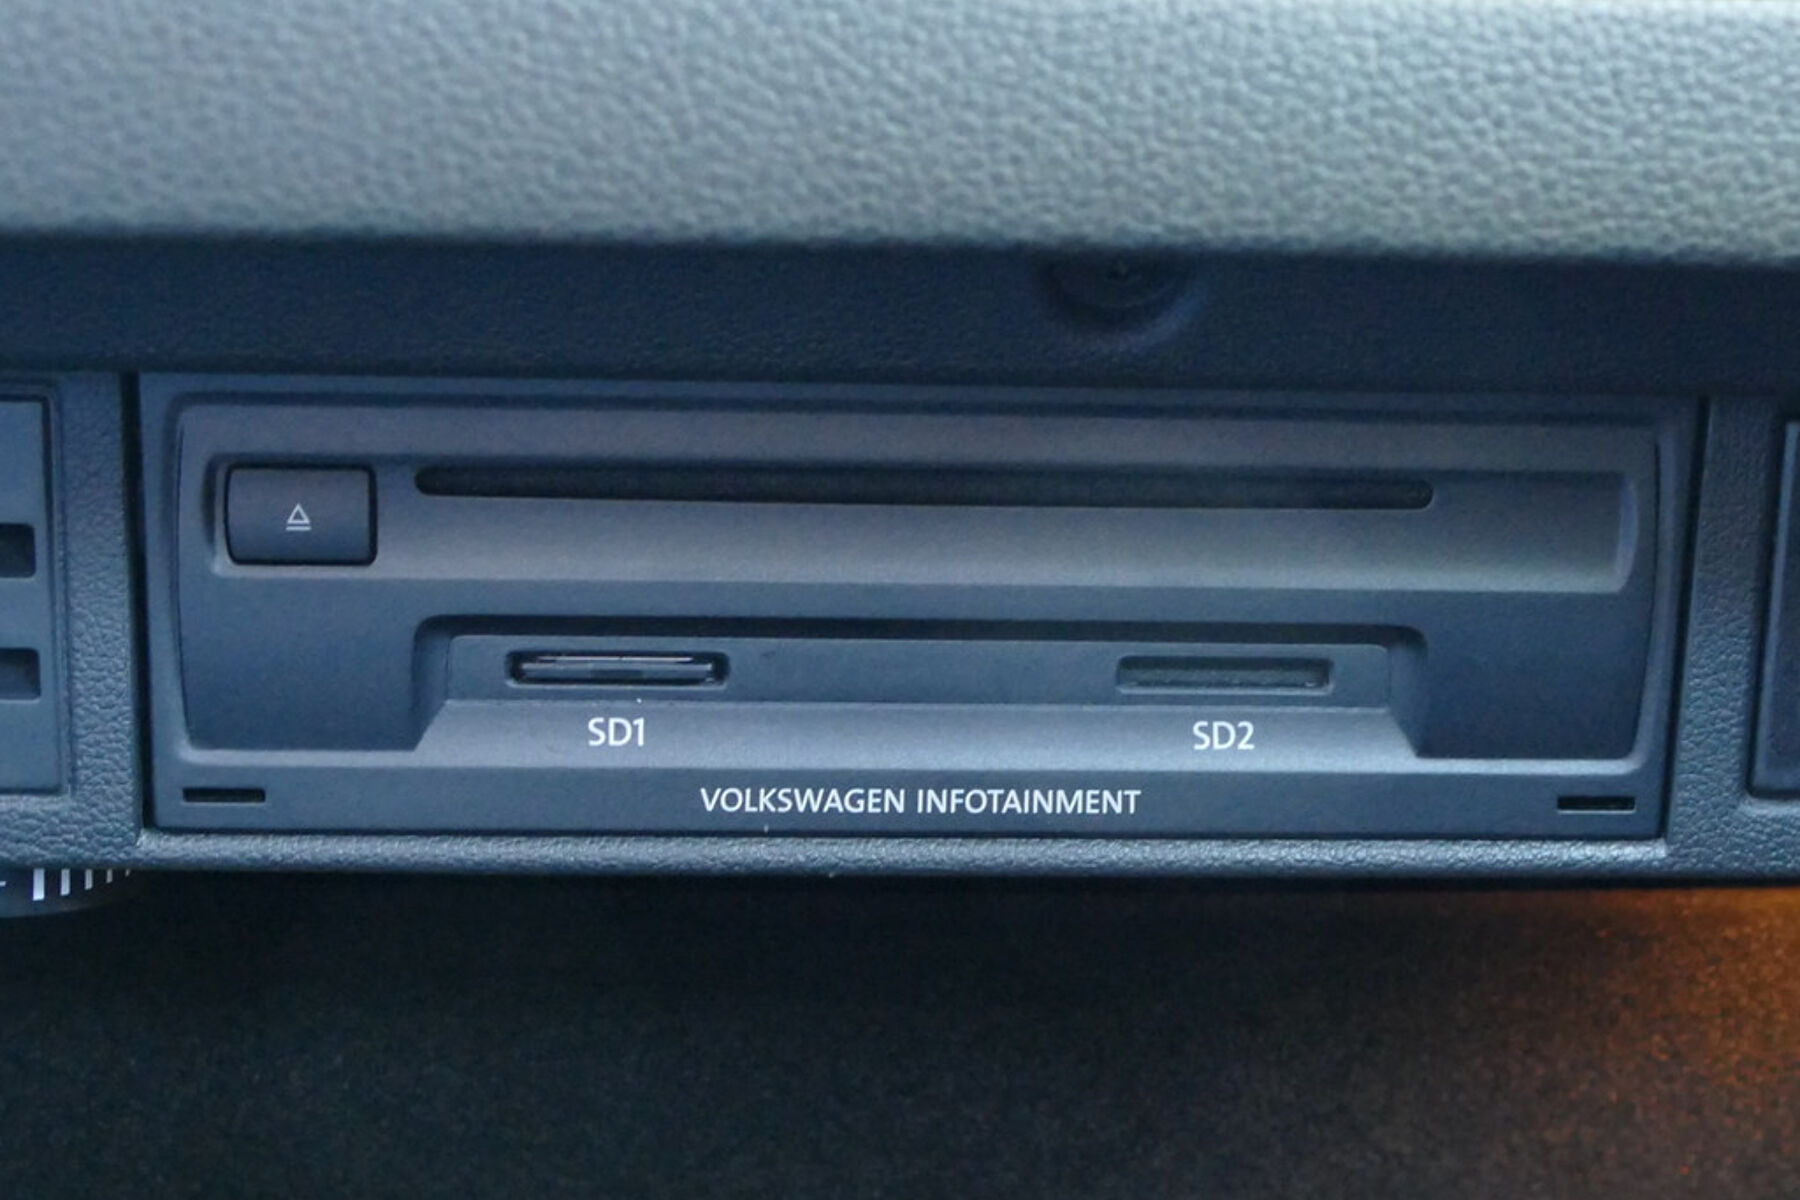 SD1 SD2
VOLKSWAGEN INFOTAINMENT